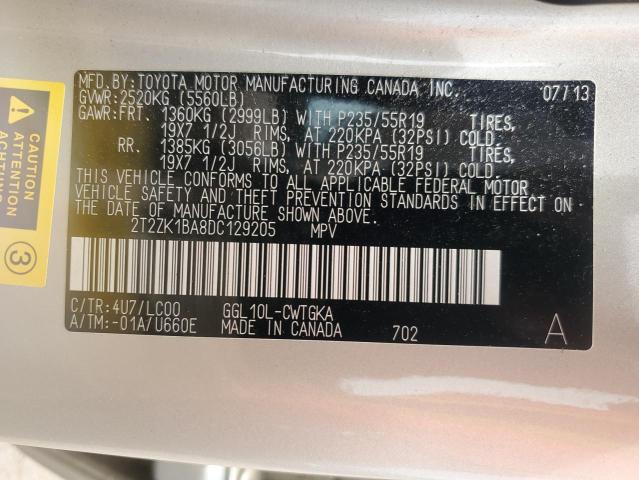 MFD.BY:TOYOTA MOTOR MANUFACTURING CANADA INC. 07/13
GVWR:2520KG (5560LB)
GAWR:FRT. 1360KG (2999LB) WITH P235/55R19 TIRES,
19X7 1/2J RIMS, AT 220KPA (32PSI) COLD.
RR. 1385KG (3056LB) WITH P235/55R19 TIRES,
19X7 1/2J RIMS, AT 220KPA (32PSI) COLD.
THIS VEHICLE CONFORMS TO ALL APPLICABLE FEDERAL MOTOR
VEHICLE SAFETY AND THEFT PREVENTION STANDARDS IN EFFECT ON
THE DATE OF MANUFACTURE SHOWN ABOVE.
2T2ZK1BA8DC129205 MPV
C/TR:4U7/LC00 GGL10L-CWTGKA
A/TM:-01A/U660E MADE IN CANADA 702 A
CAUTION
ATTENTION
ACHTUNG
3